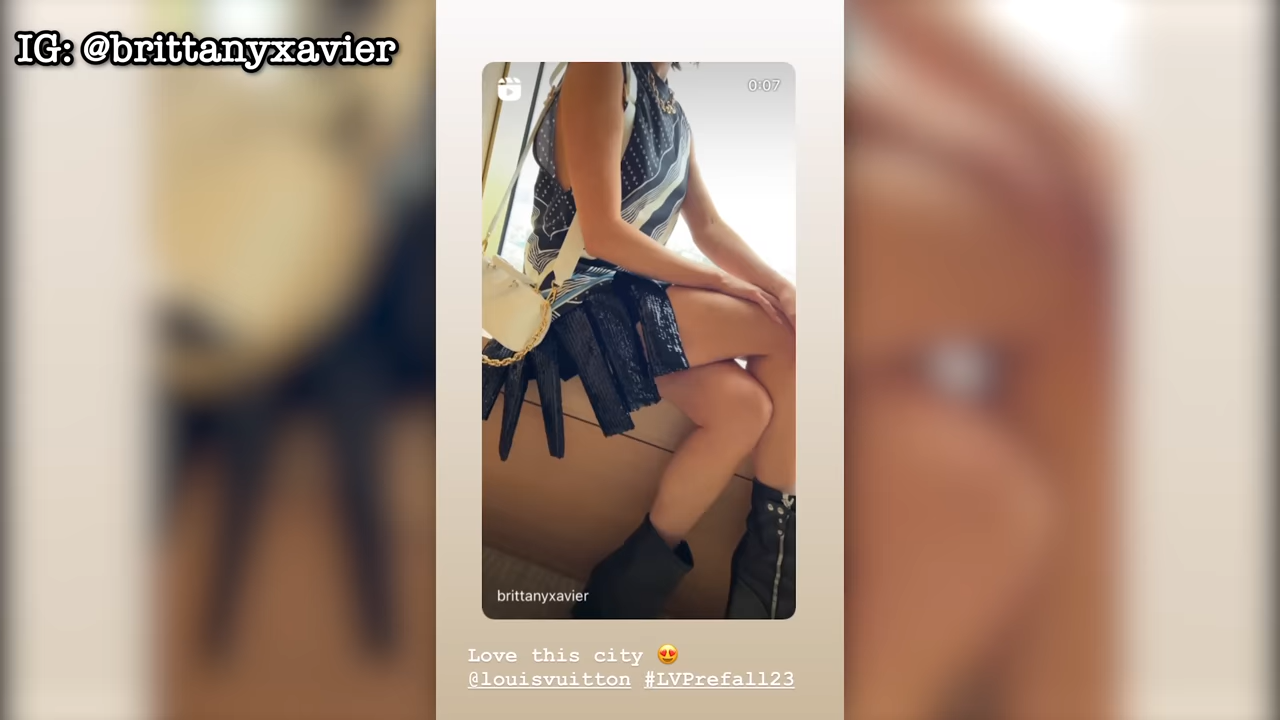 IG: @brittanyxavier
0:07
brittanyxavier
Love this city 😍
@louisvuitton #LVPrefall23